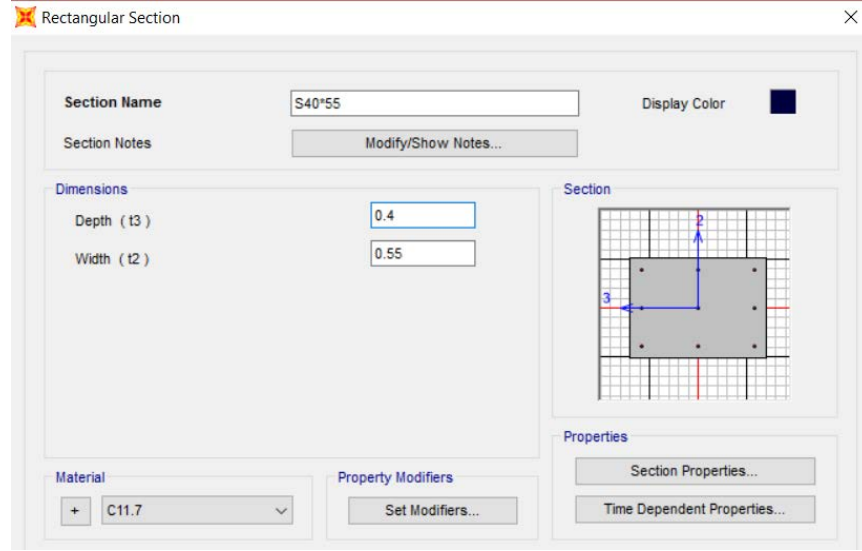 Rectangular Section
Section Name S40*55 Display Color
Section Notes Modify/Show Notes...
Dimensions
Depth ( t3 ) 0.4
Width ( t2 ) 0.55
Section
2
3
Properties
Section Properties...
Time Dependent Properties...
Material
+ C11.7
Property Modifiers
Set Modifiers...